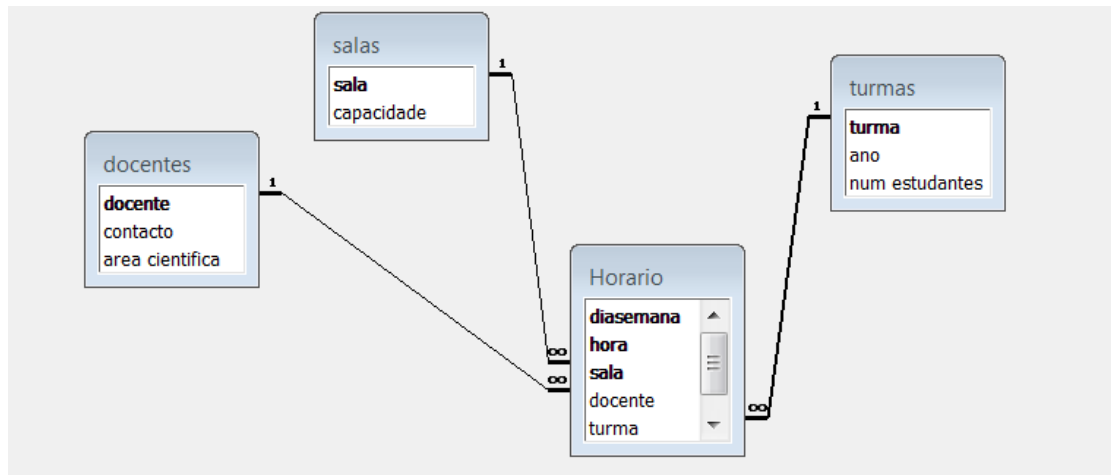 salas
sala
capacidade
1
turmas
turma
ano
num estudantes
1
docentes
docente
contacto
area cientifica
1
Horario
diasemana
hora
sala
docente
turma
∞
∞
∞